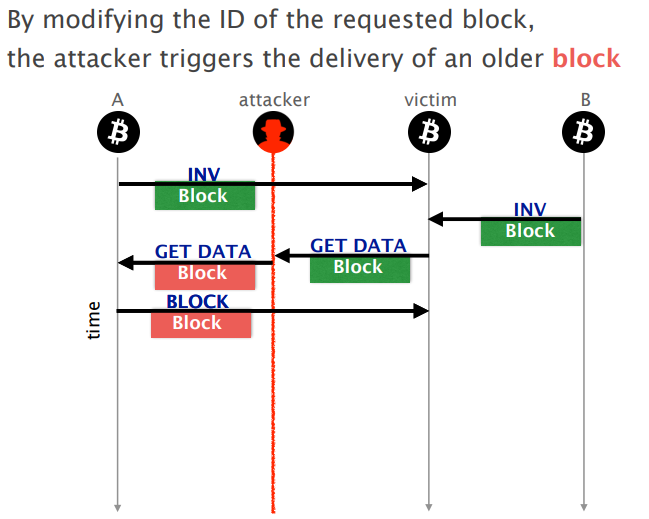 By modifying the ID of the requested block,
the attacker triggers the delivery of an older block
A attacker victim B
INV
Block
INV
Block
GET DATA
Block
GET DATA
Block
BLOCK
Block
time